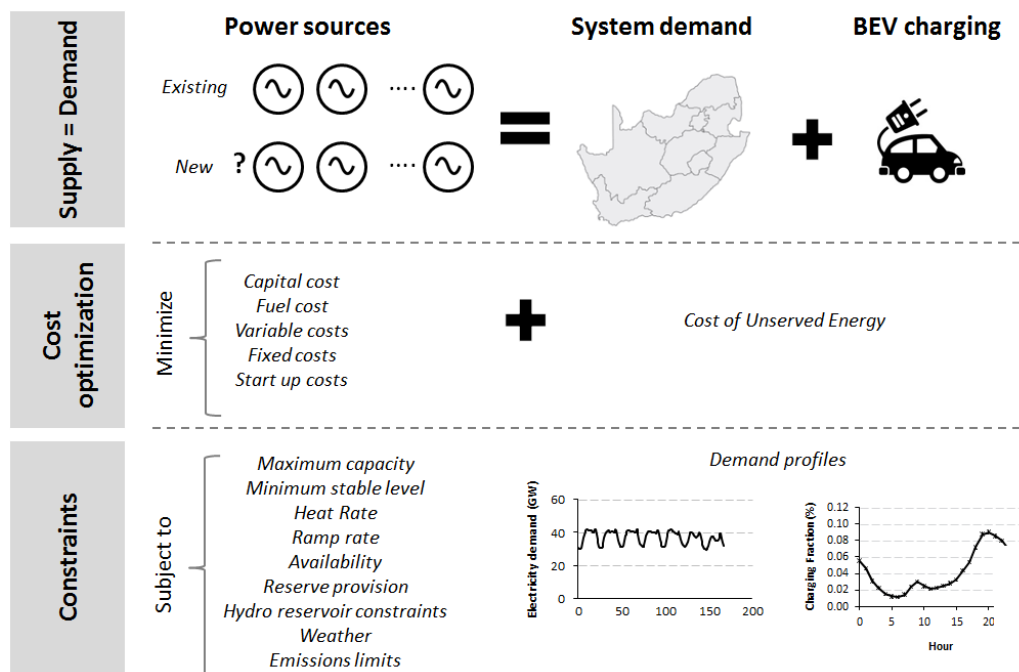 Power sources
System demand
BEV charging
Supply = Demand
Existing
....
New
?
....
Cost
optimization
Minimize
Capital cost
Fuel cost
Variable costs
Fixed costs
Start up costs
Cost of Unserved Energy
Constraints
Subject to
Maximum capacity
Minimum stable level
Heat Rate
Ramp rate
Availability
Reserve provision
Hydro reservoir constraints
Weather
Emissions limits
Demand profiles
Electricity demand (GW)
60
40
20
0
0 50 100 150 200
Charging Fraction (%)
0.12
0.10
0.08
0.06
0.04
0.02
0.00
0 5 10 15 20
Hour